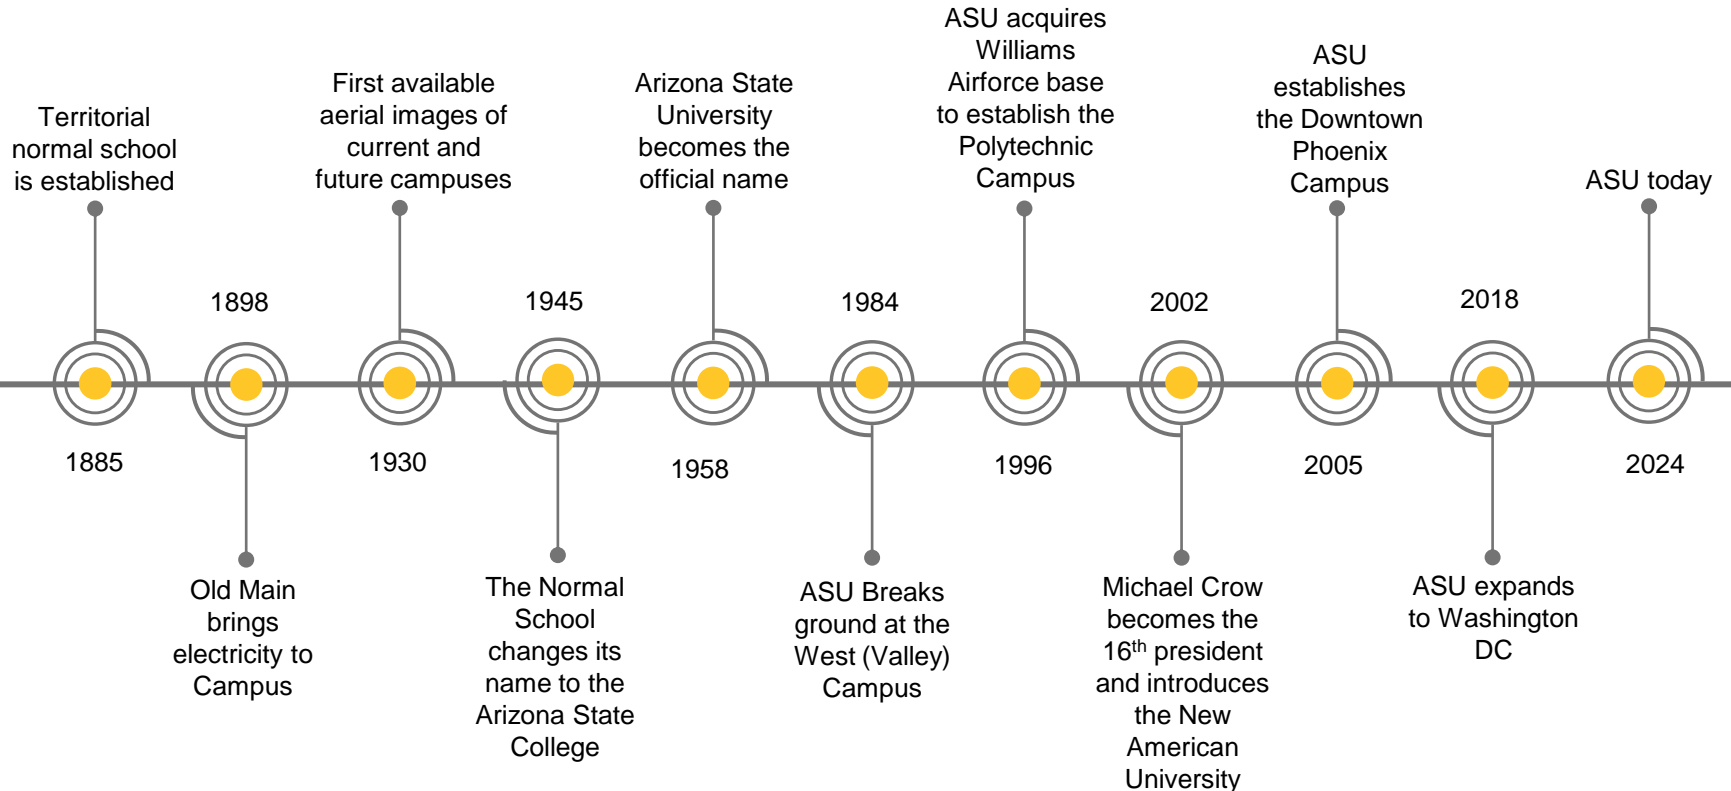 Territorial
normal school
is established
1885
1898
Old Main
brings
electricity to
Campus
First available
aerial images of
current and
future campuses
1930
1945
The Normal
School
changes its
name to the
Arizona State
College
Arizona State
University
becomes the
official name
1958
1984
ASU Breaks
ground at the
West (Valley)
Campus
ASU acquires
Williams
Airforce base
to establish the
Polytechnic
Campus
1996
2002
Michael Crow
becomes the
16th president
and introduces
the New
American
University
ASU
establishes
the Downtown
Phoenix
Campus
2005
2018
ASU expands
to Washington
DC
ASU today
2024